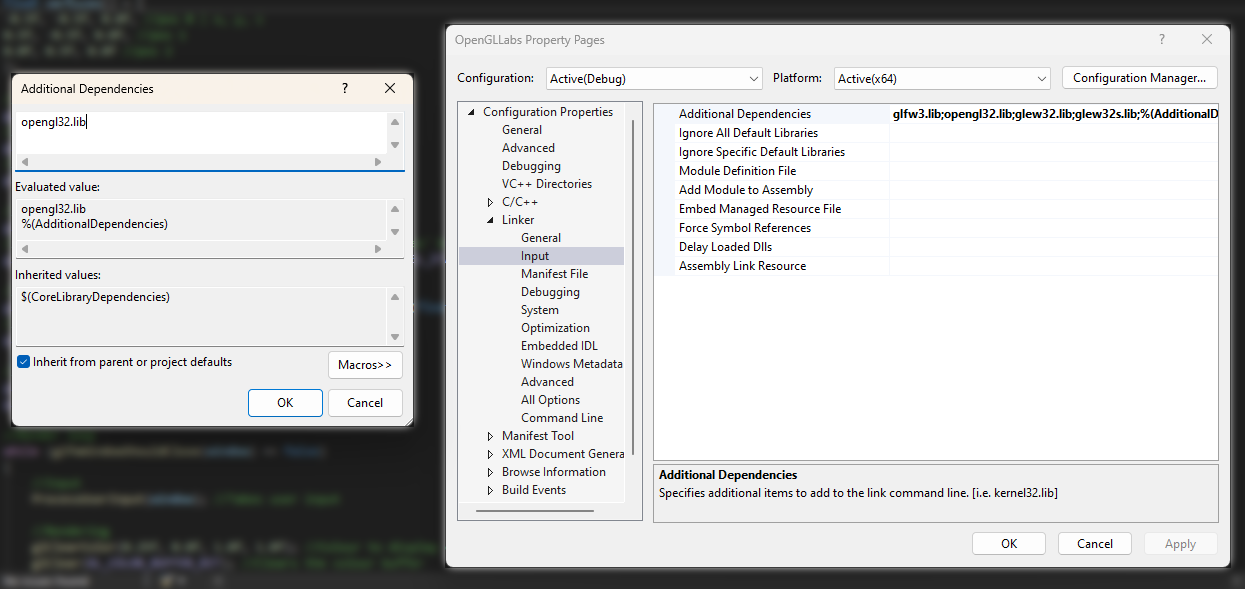 Additional Dependencies
?
opengl32.lib
Evaluated value:
opengl32.lib
%(AdditionalDependencies)
Inherited values:
$(CoreLibraryDependencies)
Inherit from parent or project defaults
Macros>>
OK
Cancel
OpenGLLabs Property Pages
?
Configuration:
Active(Debug)
Platform:
Active(x64)
Configuration Manager...
Configuration Properties
General
Advanced
Debugging
VC++ Directories
C/C++
Linker
General
Input
Manifest File
Debugging
System
Optimization
Embedded IDL
Windows Metadata
Advanced
All Options
Command Line
Manifest Tool
XML Document Genera
Browse Information
Build Events
Additional Dependencies glfw3.lib;opengl32.lib;glew32.lib;glew32s.lib;%(AdditionalD
Ignore All Default Libraries
Ignore Specific Default Libraries
Module Definition File
Add Module to Assembly
Embed Managed Resource File
Force Symbol References
Delay Loaded Dlls
Assembly Link Resource
Additional Dependencies
Specifies additional items to add to the link command line. [i.e. kernel32.lib]
OK
Cancel
Apply